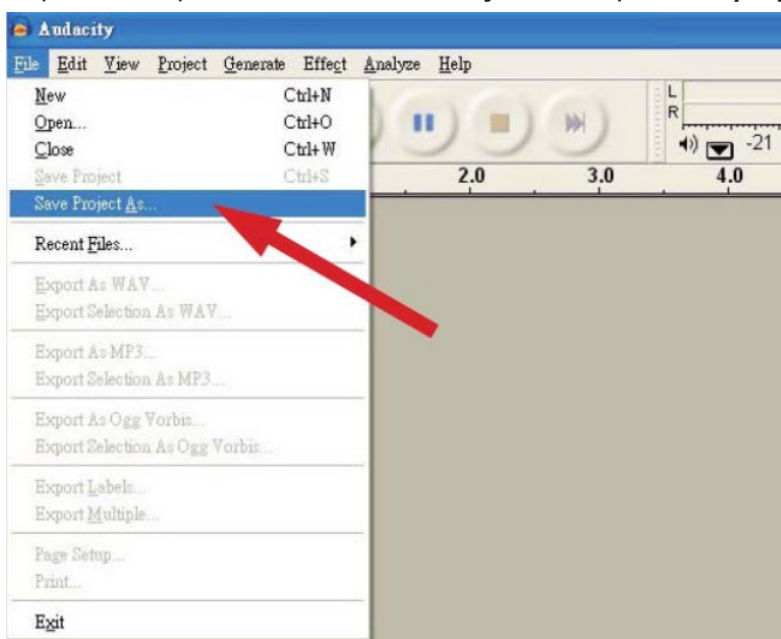 Audacity
File Edit View Project Generate Effect Analyze Help
New Ctrl+N
Open... Ctrl+O
Close Ctrl+W
Save Project Ctrl+S
Save Project As...
Recent Files...
Export As WAV...
Export Selection As WAV...
Export As MP3...
Export Selection As MP3...
Export As Ogg Vorbis...
Export Selection As Ogg Vorbis...
Export Labels...
Export Multiple...
Page Setup...
Print...
Exit
L
R
-21
2.0 3.0 4.0